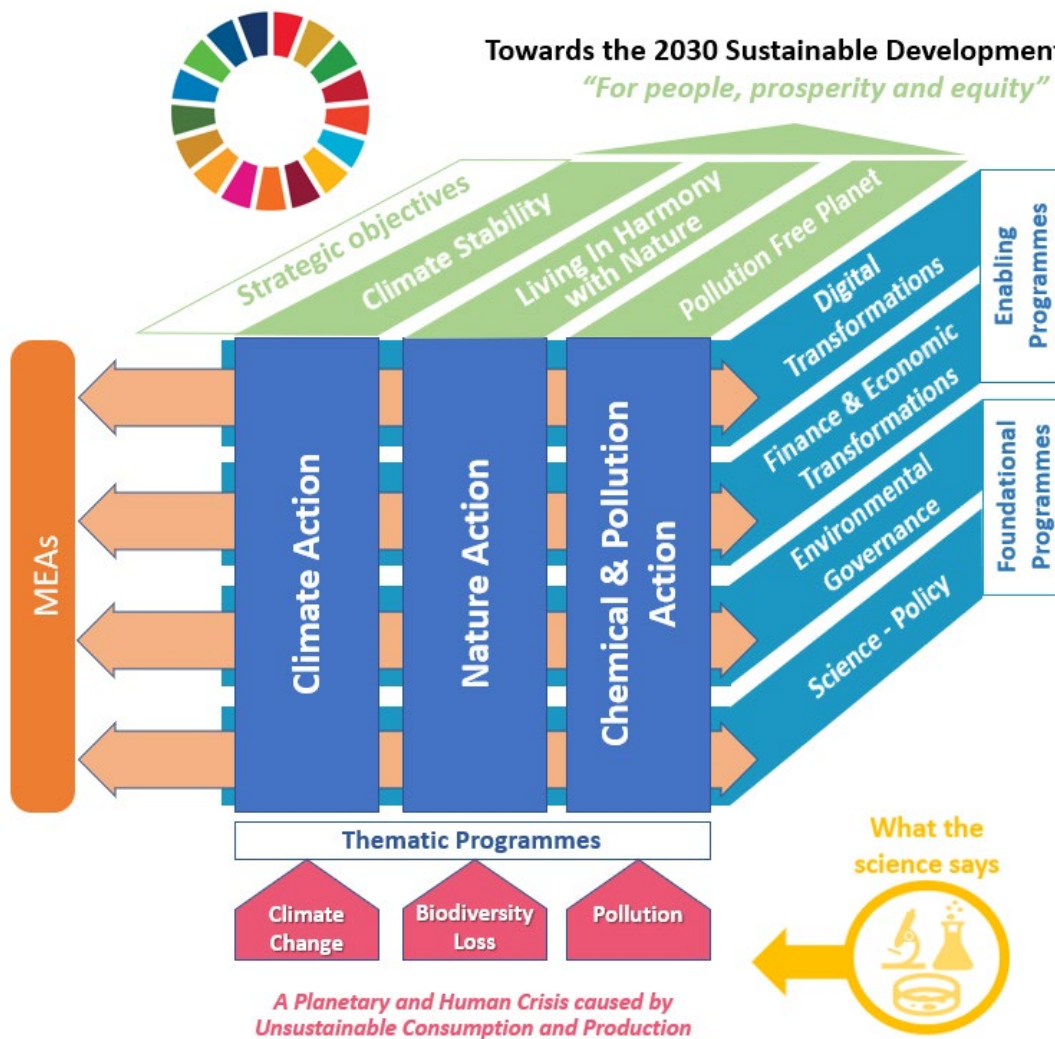 Towards the 2030 Sustainable Development
“For people, prosperity and equity”
Strategic objectives
Climate Stability
Living In Harmony
with Nature
Pollution Free Planet
Digital
Transformations
Finance & Economic
Transformations
Environmental
Governance
Science - Policy
Enabling
Programmes
Foundational
Programmes
MEAs
Climate Action
Nature Action
Chemical & Pollution
Action
Thematic Programmes
Climate
Change
Biodiversity
Loss
Pollution
What the
science says
A Planetary and Human Crisis caused by
Unsustainable Consumption and Production